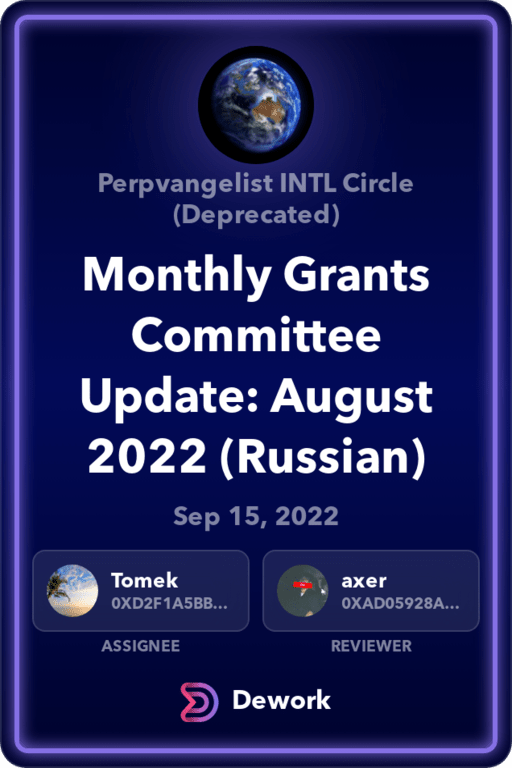 Perpvangelist INTL Circle
(Deprecated)
Monthly Grants
Committee
Update: August
2022 (Russian)
Sep 15, 2022
Tomek
0XD2F1A5BB...
axer
0XAD05928A...
ASSIGNEE
REVIEWER
Dework